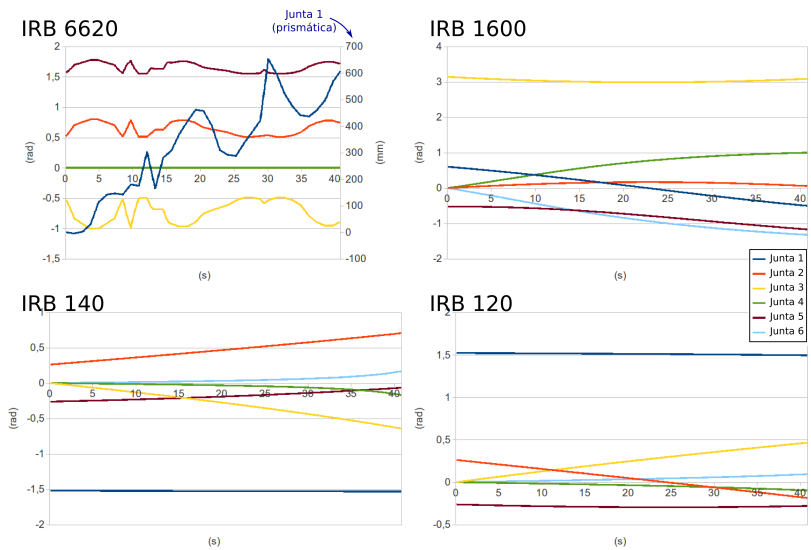 Junta 1
(prismática)
IRB 6620
2
1,5
1
0,5
0
-0,5
-1
-1,5
(rad)
0 5 10 15 20 25 30 35 40
(s)
700
600
500
400
300
200
100
0
-100
(mm)
IRB 1600
4
3
2
1
0
-1
-2
(rad)
0 5 10 15 20 25 30 35 40
(s)
Junta 1
Junta 2
Junta 3
Junta 4
Junta 5
Junta 6
IRB 140
1
0,5
0
-0,5
-1
-1,5
-2
(rad)
0 5 10 15 20 25 30 35 40
(s)
IRB 120
2
1,5
1
0,5
0
-0,5
(rad)
0 5 10 15 20 25 30 35 40
(s)